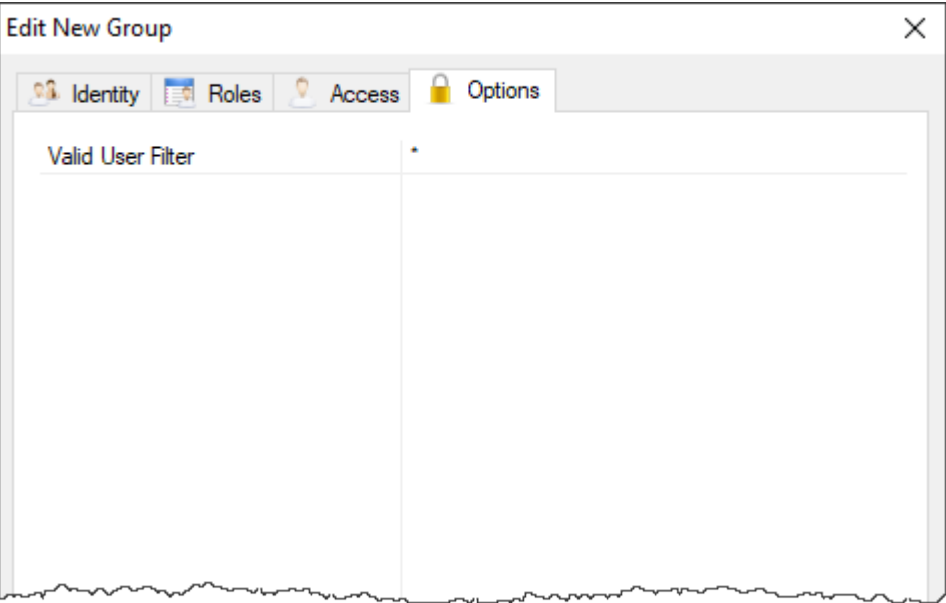 Edit New Group
Identity Roles Access Options
Valid User Filter *